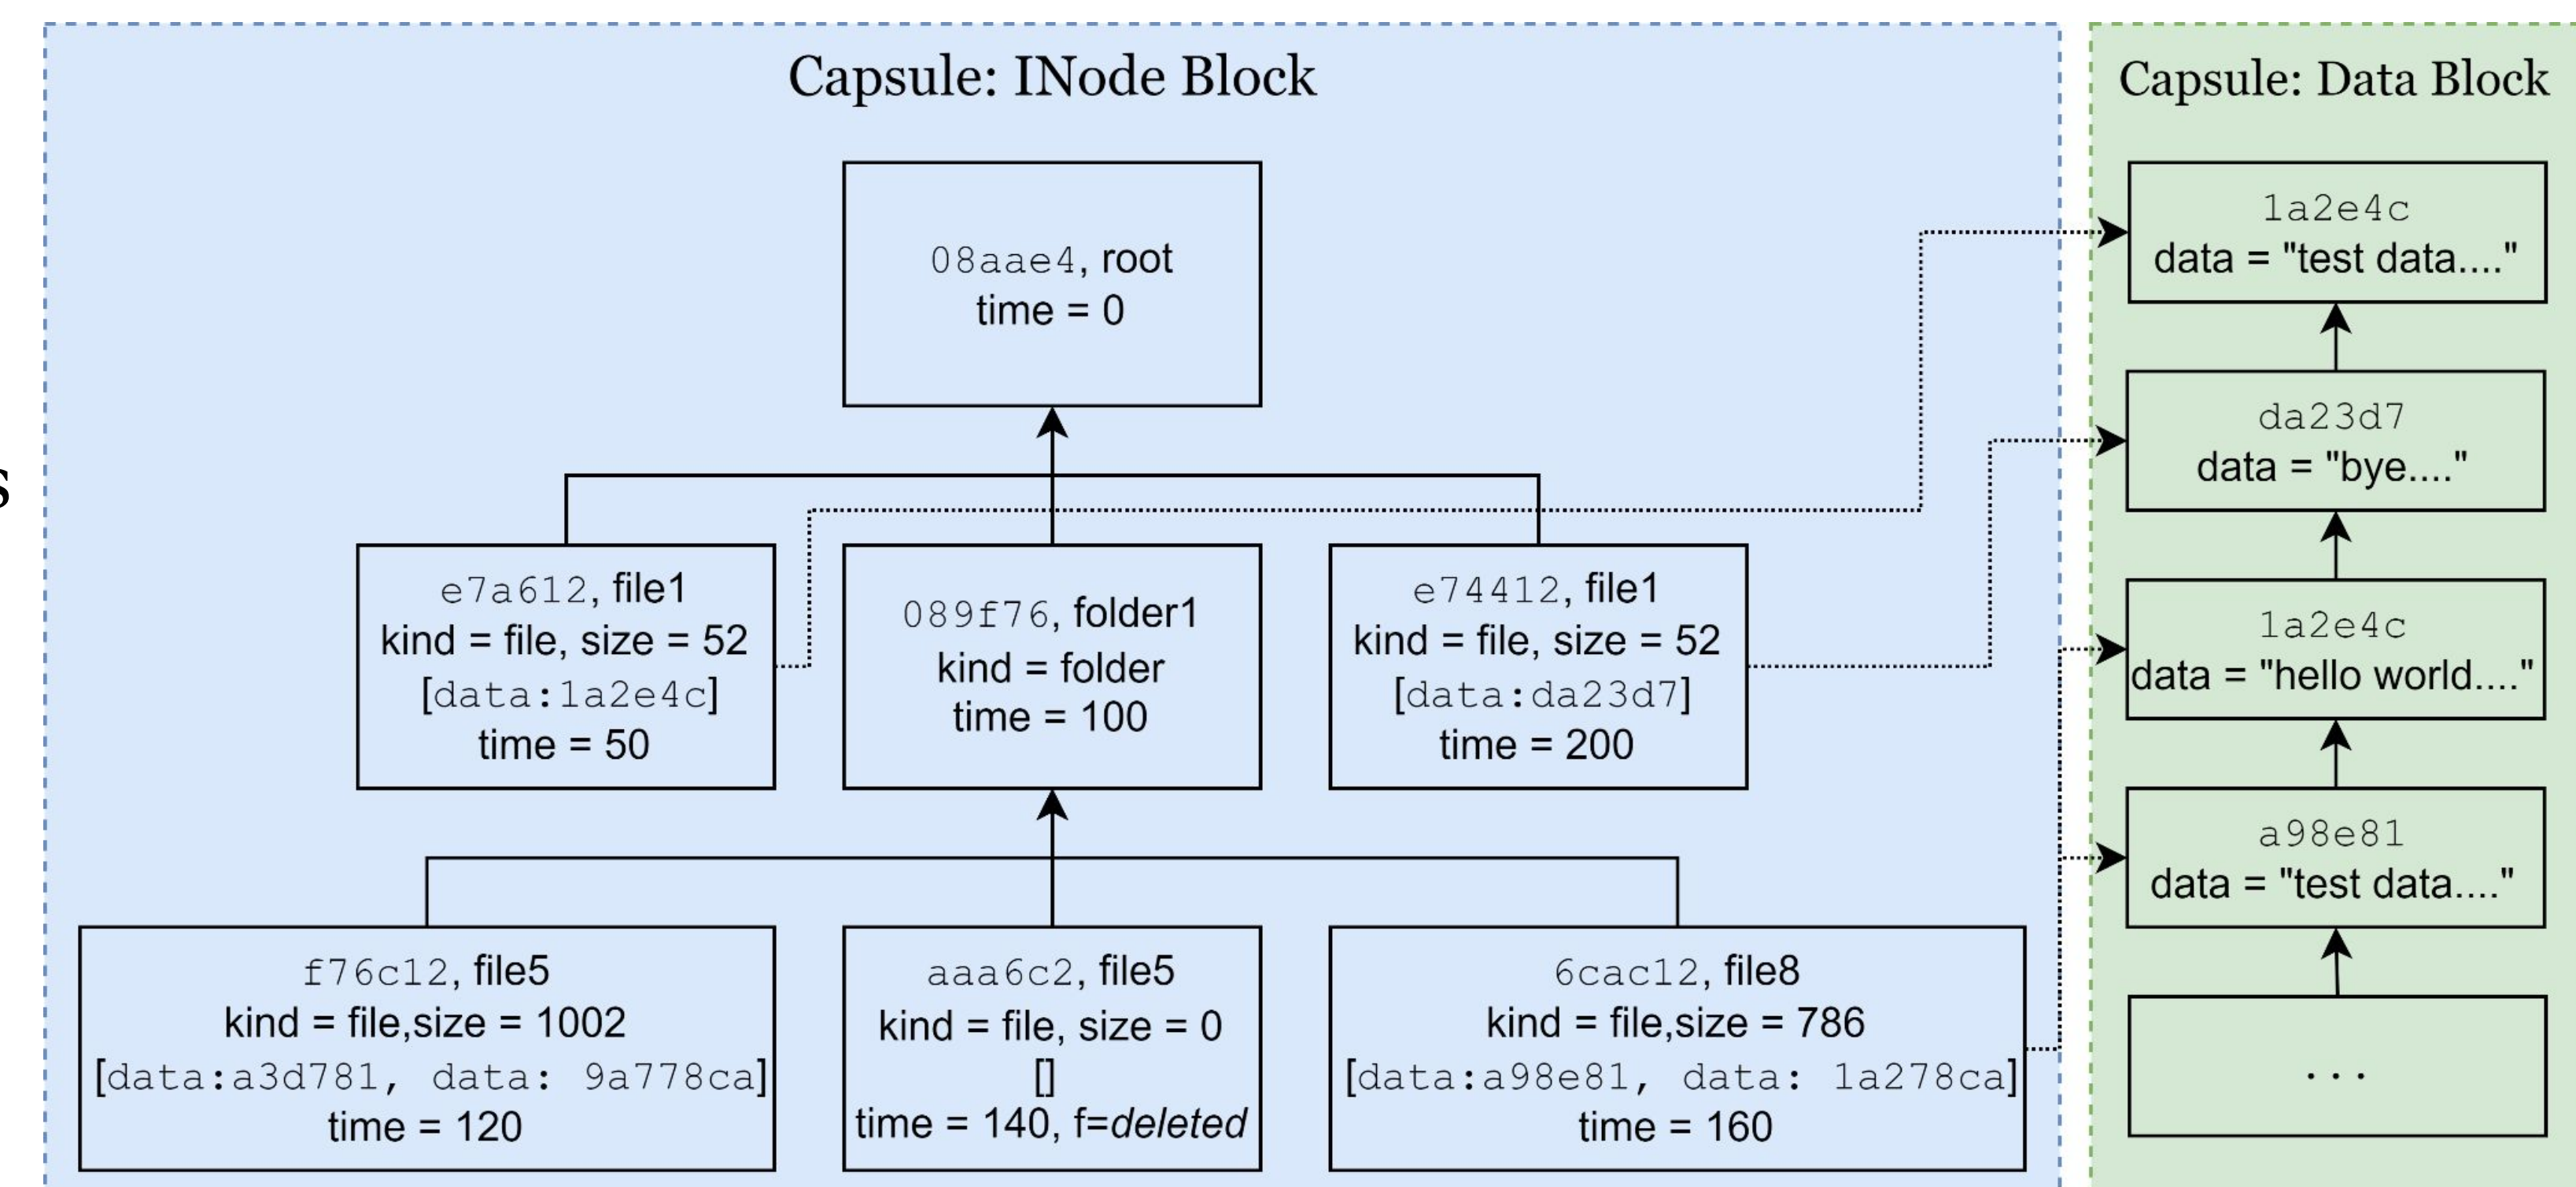 Capsule: INode Block
08aae4, root
time = 0
e7a612, file1
kind = file, size = 52
[data:1a2e4c]
time = 50
089f76, folder1
kind = folder
time = 100
e74412, file1
kind = file, size = 52
[data:da23d7]
time = 200
f76c12, file5
kind = file,size = 1002
[data:a3d781, data: 9a778ca]
time = 120
aaa6c2, file5
kind = file, size = 0
[]
time = 140, f=deleted
6cac12, file8
kind = file,size = 786
[data:a98e81, data: 1a278ca]
time = 160
Capsule: Data Block
1a2e4c
data = "test data...."
da23d7
data = "bye...."
1a2e4c
data = "hello world...."
a98e81
data = "test data...."
...
s